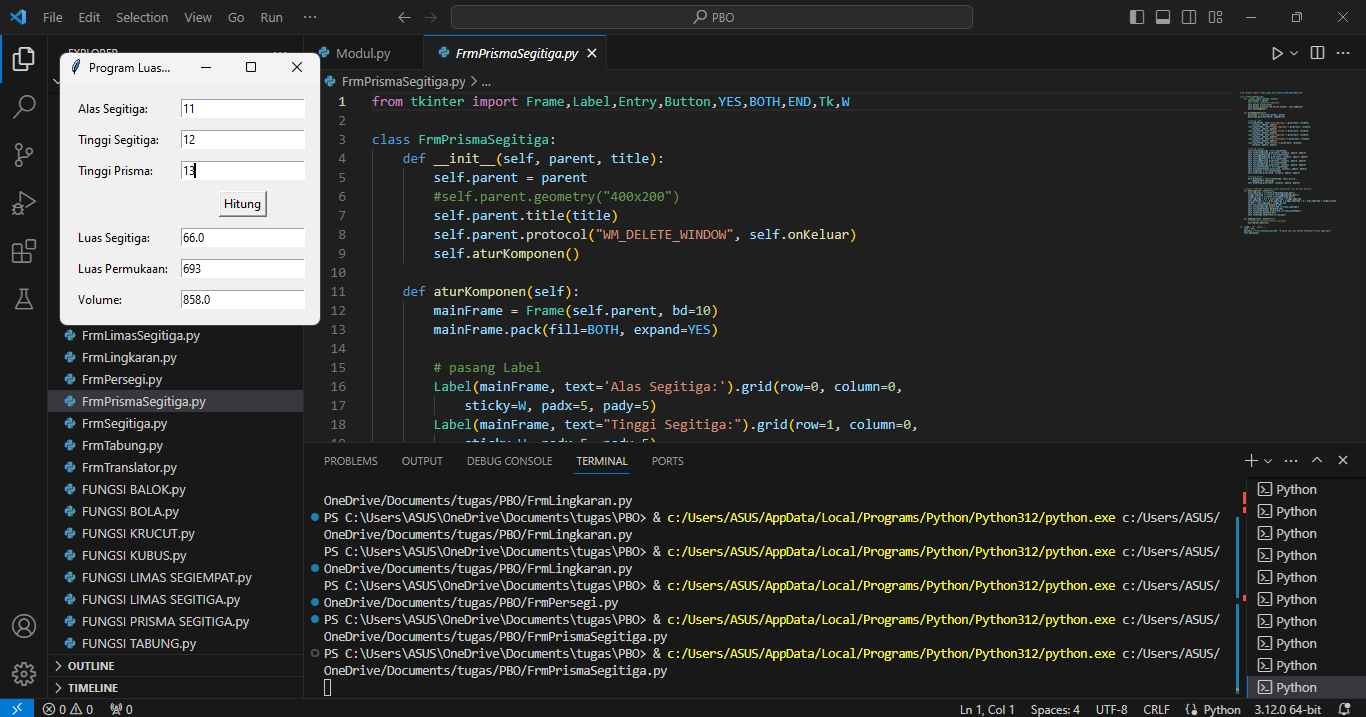 File Edit Selection View Go Run ··· PBO
EXPLORER
Modul.py FrmPrismaSegitiga.py
FrmPrismaSegitiga.py > ...
Program Luas...
Alas Segitiga: 11
Tinggi Segitiga: 12
Tinggi Prisma: 13
Hitung
Luas Segitiga: 66.0
Luas Permukaan: 693
Volume: 858.0
FrmLimasSegitiga.py
FrmLingkaran.py
FrmPersegi.py
FrmPrismaSegitiga.py
FrmSegitiga.py
FrmTabung.py
FrmTranslator.py
FUNGSI BALOK.py
FUNGSI BOLA.py
FUNGSI KRUCUT.py
FUNGSI KUBUS.py
FUNGSI LIMAS SEGIEMPAT.py
FUNGSI LIMAS SEGITIGA.py
FUNGSI PRISMA SEGITIGA.py
FUNGSI TABUNG.py
OUTLINE
TIMELINE
1 from tkinter import Frame,Label,Entry,Button,YES,BOTH,END,Tk,W
2
3 class FrmPrismaSegitiga:
4 def __init__(self, parent, title):
5 self.parent = parent
6 #self.parent.geometry("400x200")
7 self.parent.title(title)
8 self.parent.protocol("WM_DELETE_WINDOW", self.onKeluar)
9 self.aturKomponen()
10
11 def aturKomponen(self):
12 mainFrame = Frame(self.parent, bd=10)
13 mainFrame.pack(fill=BOTH, expand=YES)
14
15 # pasang Label
16 Label(mainFrame, text='Alas Segitiga:').grid(row=0, column=0,
17 sticky=W, padx=5, pady=5)
18 Label(mainFrame, text="Tinggi Segitiga:").grid(row=1, column=0,
19 sticky=W, padx=5, pady=5)
PROBLEMS OUTPUT DEBUG CONSOLE TERMINAL PORTS
OneDrive/Documents/tugas/PBO/FrmLingkaran.py
PS C:\Users\ASUS\OneDrive\Documents\tugas\PBO> & c:/Users/ASUS/AppData/Local/Programs/Python/Python312/python.exe c:/Users/ASUS/
OneDrive/Documents/tugas/PBO/FrmLingkaran.py
PS C:\Users\ASUS\OneDrive\Documents\tugas\PBO> & c:/Users/ASUS/AppData/Local/Programs/Python/Python312/python.exe c:/Users/ASUS/
OneDrive/Documents/tugas/PBO/FrmLingkaran.py
PS C:\Users\ASUS\OneDrive\Documents\tugas\PBO> & c:/Users/ASUS/AppData/Local/Programs/Python/Python312/python.exe c:/Users/ASUS/
OneDrive/Documents/tugas/PBO/FrmPersegi.py
PS C:\Users\ASUS\OneDrive\Documents\tugas\PBO> & c:/Users/ASUS/AppData/Local/Programs/Python/Python312/python.exe c:/Users/ASUS/
OneDrive/Documents/tugas/PBO/FrmPrismaSegitiga.py
PS C:\Users\ASUS\OneDrive\Documents\tugas\PBO> & c:/Users/ASUS/AppData/Local/Programs/Python/Python312/python.exe c:/Users/ASUS/
OneDrive/Documents/tugas/PBO/FrmPrismaSegitiga.py
Python
Python
Python
Python
Python
Python
Python
Python
Python
Python
0 0 0 Ln 1, Col 1 Spaces: 4 UTF-8 CRLF Python 3.12.0 64-bit